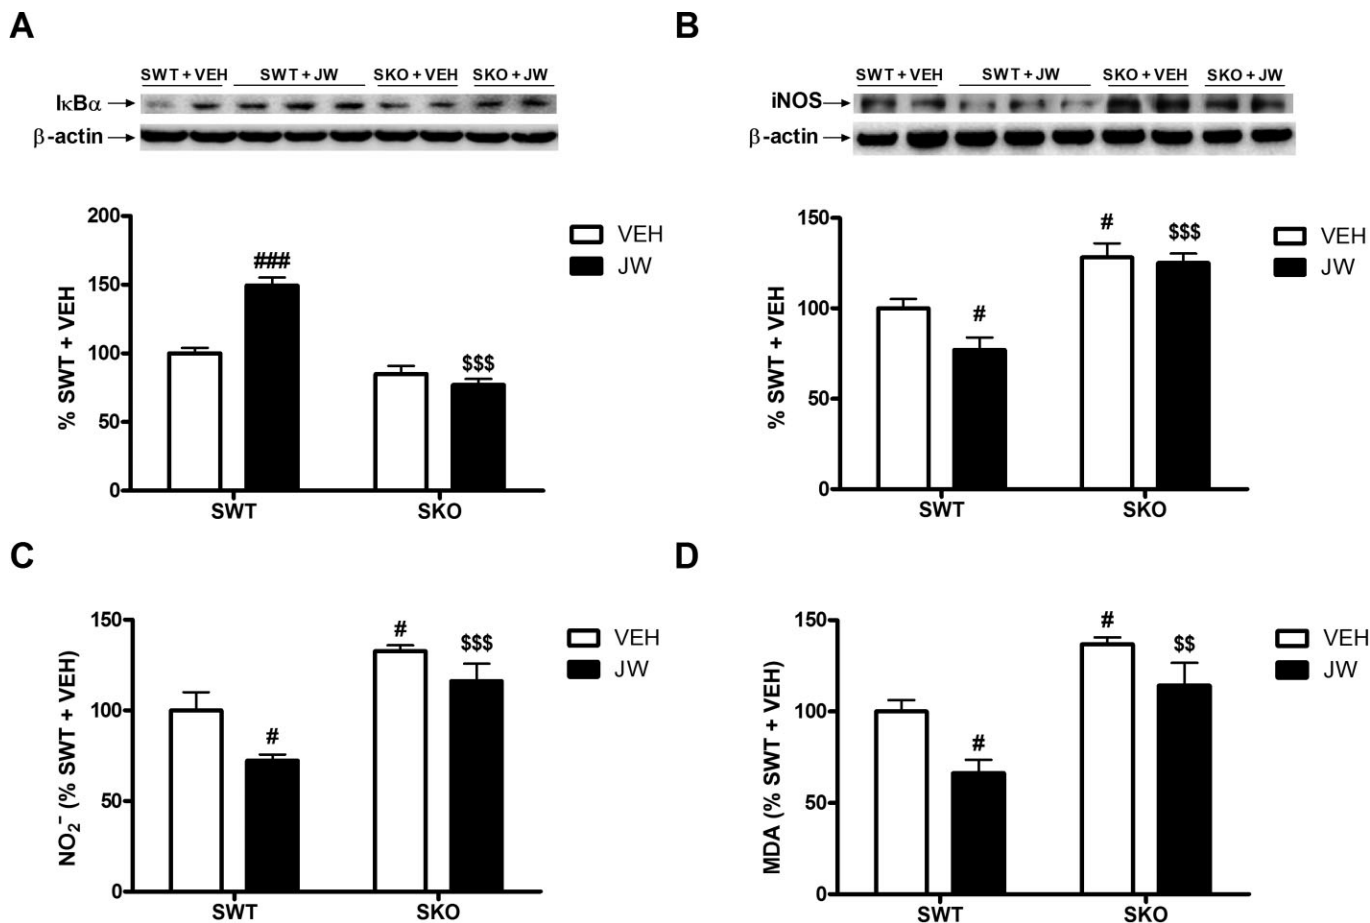 A
SWT + VEH SWT + JW SKO + VEH SKO + JW
IκBα
β-actin
200
150
100
50
0
% SWT + VEH
###
$$$
SWT SKO
VEH
JW
B
SWT + VEH SWT + JW SKO + VEH SKO + JW
iNOS
β-actin
150
100
50
0
% SWT + VEH
#
#
$$$
SWT SKO
VEH
JW
C
150
100
50
0
NO₂⁻ (% SWT + VEH)
#
#
$$$
SWT SKO
VEH
JW
D
150
100
50
0
MDA (% SWT + VEH)
#
#
$$
SWT SKO
VEH
JW